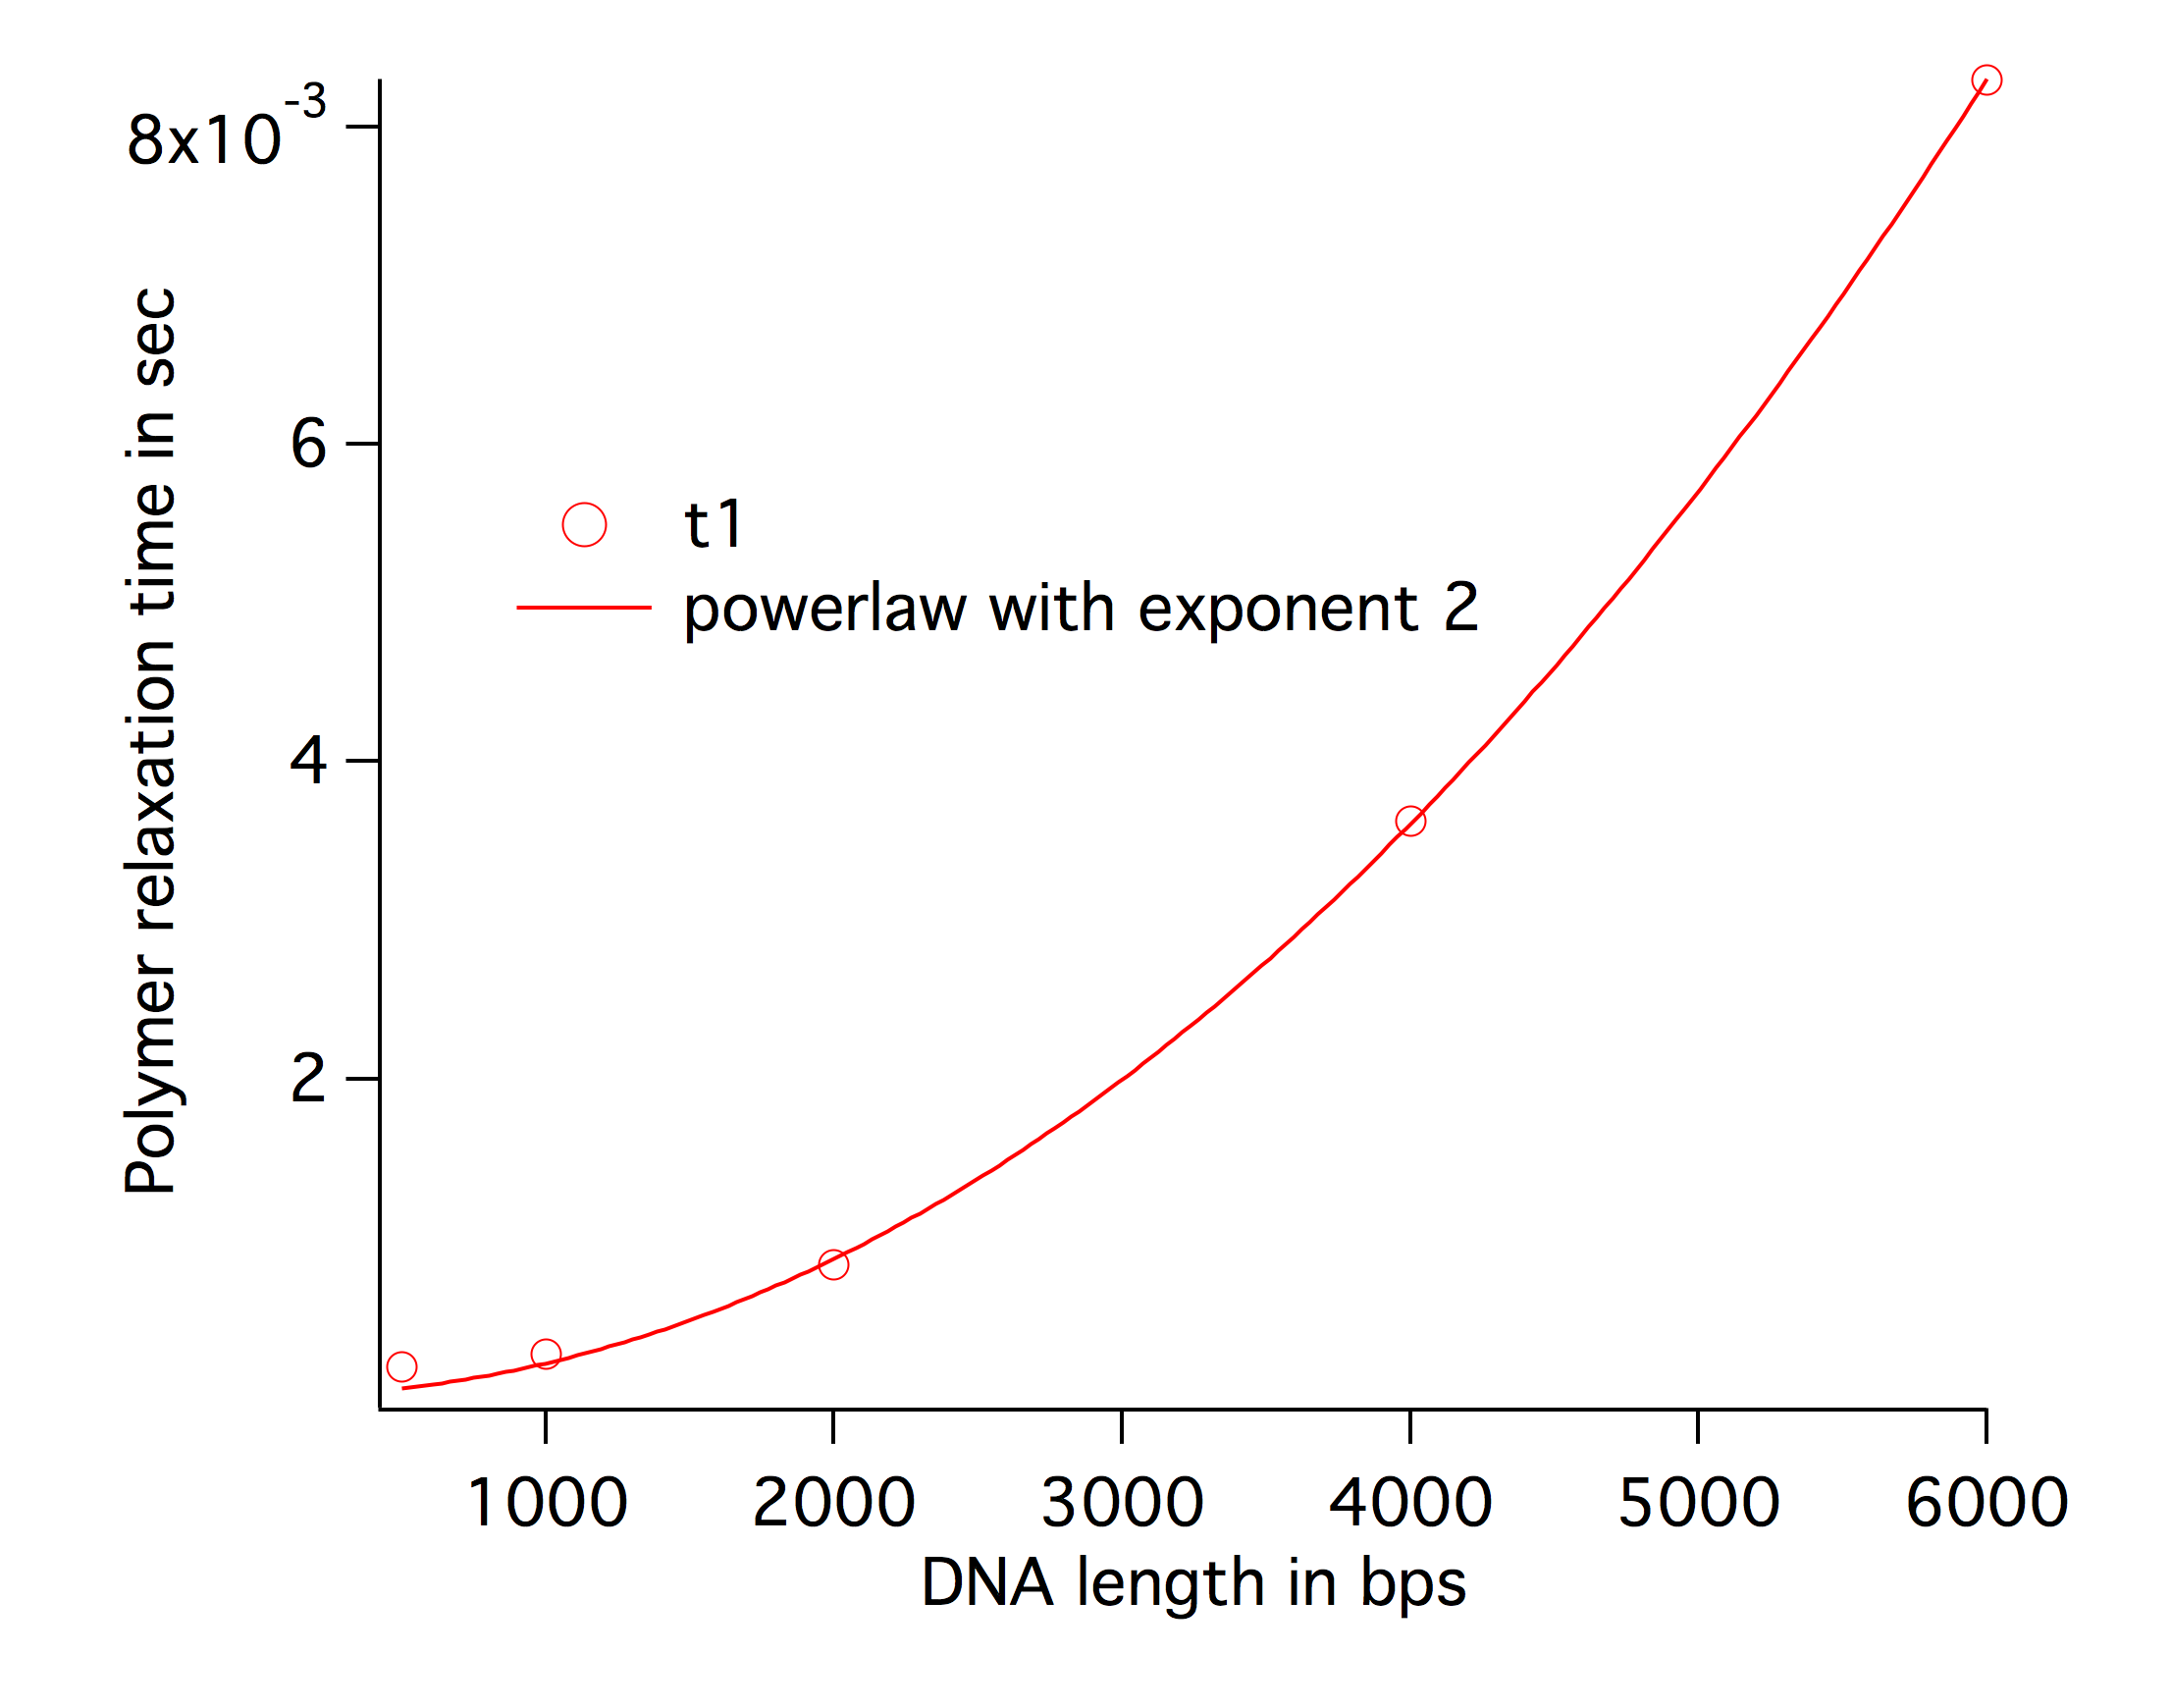 8x10-3
6
4
2
Polymer relaxation time in sec
t1
powerlaw with exponent 2
1000 2000 3000 4000 5000 6000
DNA length in bps